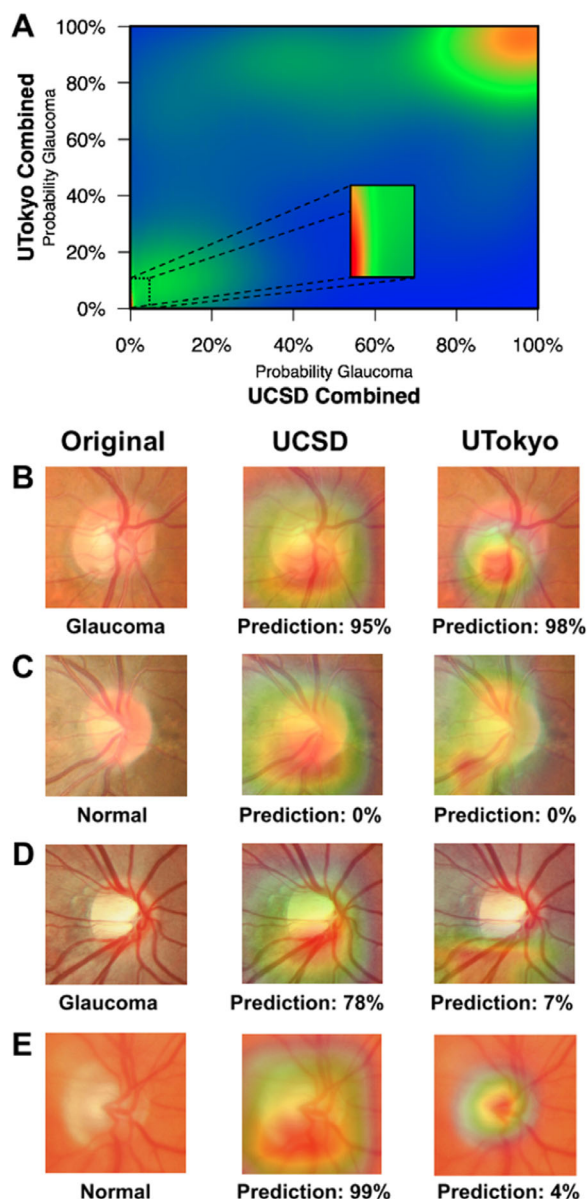 A
100%
80%
60%
40%
20%
0%
UTokyo Combined
Probability Glaucoma
0% 20% 40% 60% 80% 100%
Probability Glaucoma
UCSD Combined
Original UCSD UTokyo
B
Glaucoma Prediction: 95% Prediction: 98%
C
Normal Prediction: 0% Prediction: 0%
D
Glaucoma Prediction: 78% Prediction: 7%
E
Normal Prediction: 99% Prediction: 4%